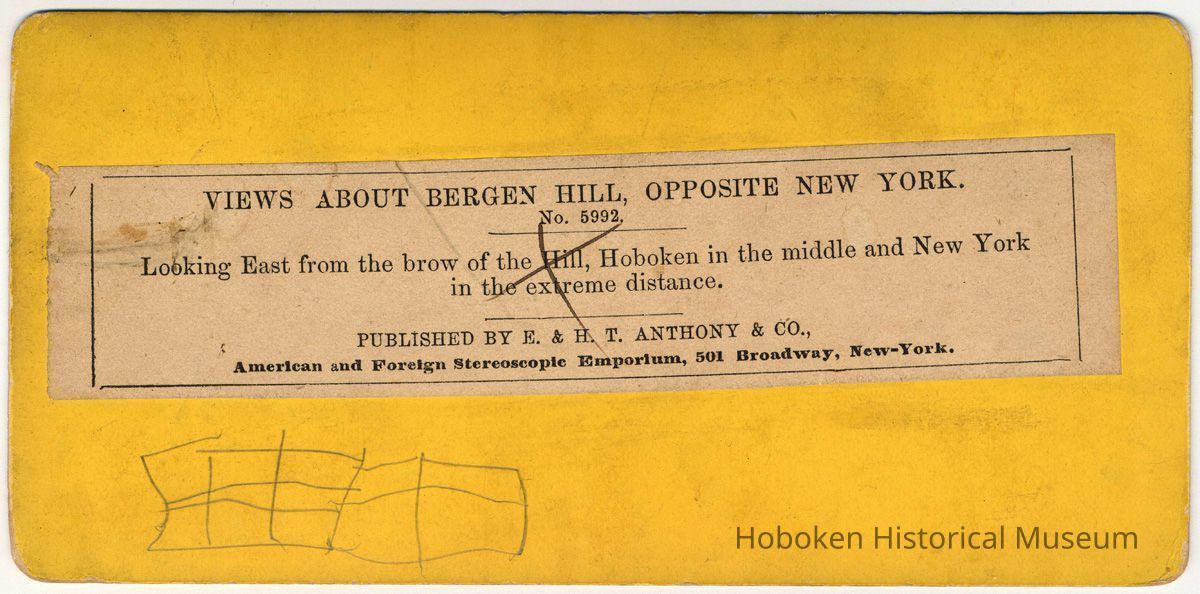 VIEWS ABOUT BERGEN HILL, OPPOSITE NEW YORK.
No. 5992.
Looking East from the brow of the Hill, Hoboken in the middle and New York
in the extreme distance.
PUBLISHED BY E. & H. T. ANTHONY & CO.,
American and Foreign Stereoscopic Emporium, 501 Broadway, New-York.
Hoboken Historical Museum